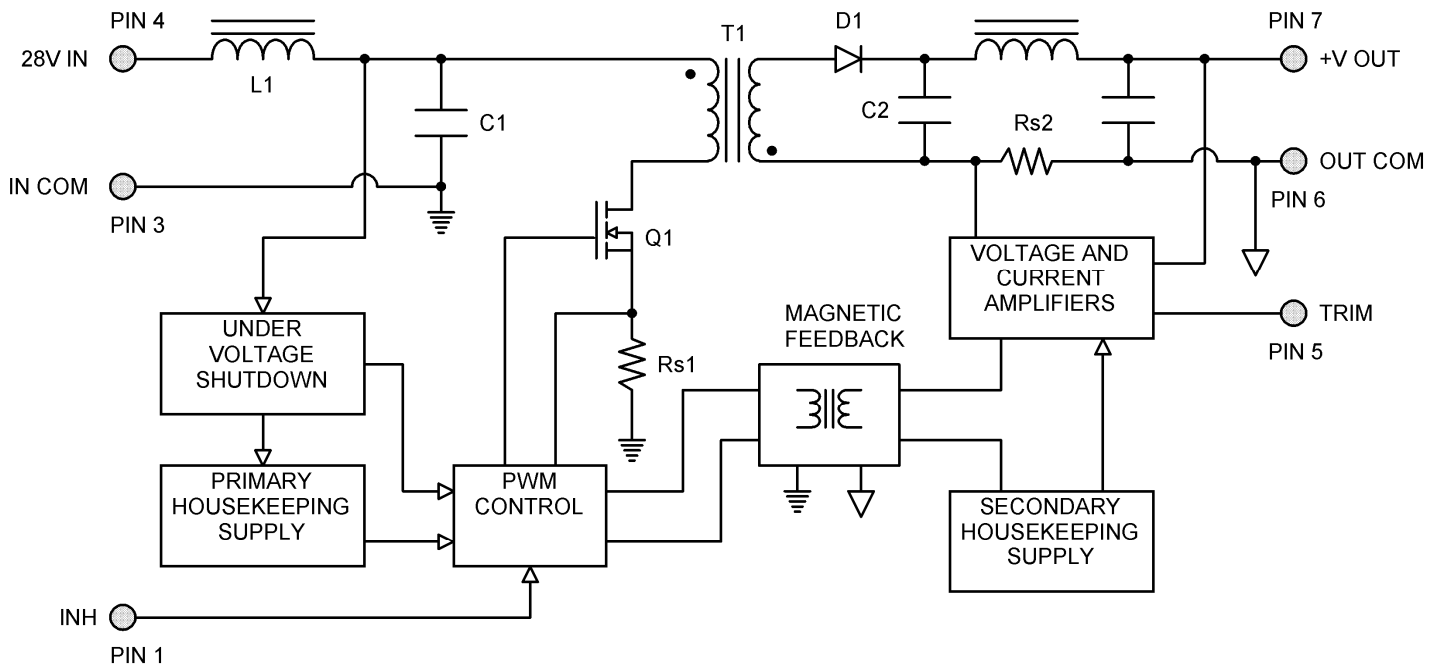 PIN 4
28V IN
L1
C1
IN COM
PIN 3
T1
D1
C2
Rs2
PIN 7
+V OUT
OUT COM
PIN 6
Q1
Rs1
UNDER
VOLTAGE
SHUTDOWN
PRIMARY
HOUSEKEEPING
SUPPLY
PWM
CONTROL
MAGNETIC
FEEDBACK
VOLTAGE AND
CURRENT
AMPLIFIERS
TRIM
PIN 5
SECONDARY
HOUSEKEEPING
SUPPLY
INH
PIN 1